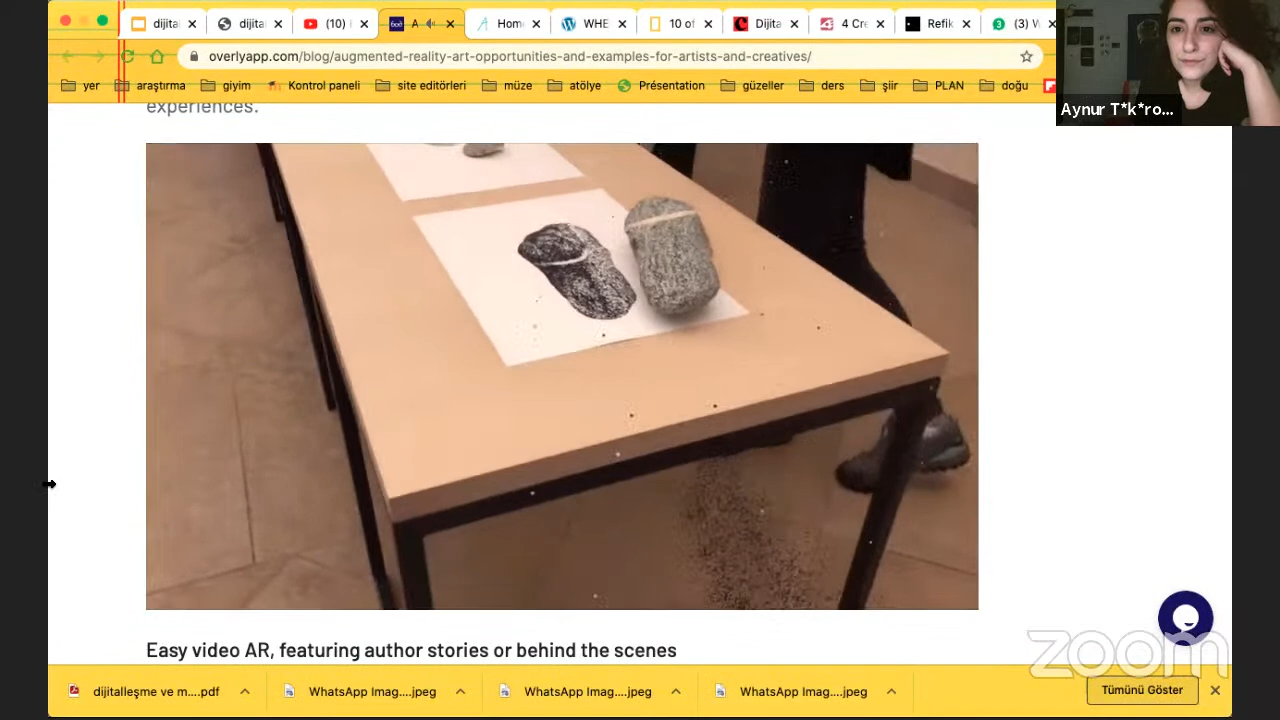 dijita
dijita
(10)
A
Hom
WHE
10 of
Dijita
4 Cre
Refik
(3) W
overlyapp.com/blog/augmented-reality-art-opportunities-and-examples-for-artists-and-creatives/
yer araştırma giyim Kontrol paneli site editörleri müze atölye Présentation güzeller ders şiir PLAN doğu
Aynur T*k*ro...
experiences.
Easy video AR, featuring author stories or behind the scenes
zoom
dijitalleşme ve m....pdf WhatsApp Imag....jpeg WhatsApp Imag....jpeg WhatsApp Imag....jpeg Tümünü Göster